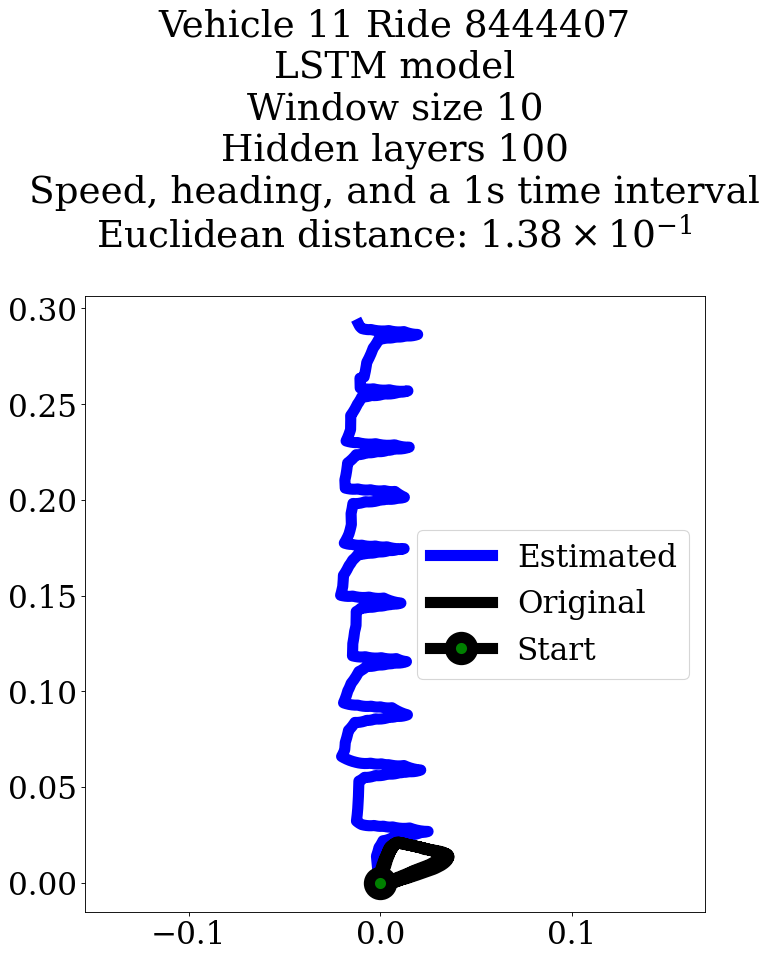 Vehicle 11 Ride 8444407
LSTM model
Window size 10
Hidden layers 100
Speed, heading, and a 1s time interval
Euclidean distance: 1.38 × 10⁻¹
0.30
0.25
0.20
0.15
0.10
0.05
0.00
−0.1
0.0
0.1
Estimated
Original
Start